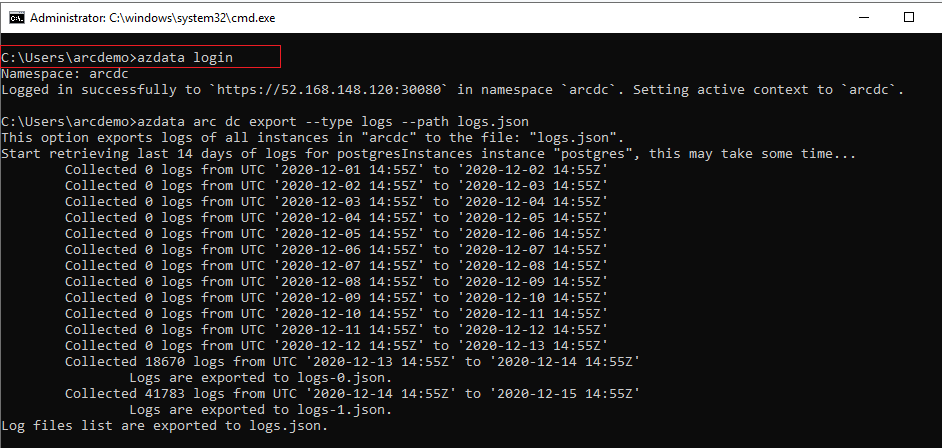 Administrator: C:\windows\system32\cmd.exe
C:\Users\arcdemo>azdata login
Namespace: arcdc
Logged in successfully to `https://52.168.148.120:30080` in namespace `arcdc`. Setting active context to `arcdc`.
C:\Users\arcdemo>azdata arc dc export --type logs --path logs.json
This option exports logs of all instances in "arcdc" to the file: "logs.json".
Start retrieving last 14 days of logs for postgresInstances instance "postgres", this may take some time...
Collected 0 logs from UTC '2020-12-01 14:55Z' to '2020-12-02 14:55Z'
Collected 0 logs from UTC '2020-12-02 14:55Z' to '2020-12-03 14:55Z'
Collected 0 logs from UTC '2020-12-03 14:55Z' to '2020-12-04 14:55Z'
Collected 0 logs from UTC '2020-12-04 14:55Z' to '2020-12-05 14:55Z'
Collected 0 logs from UTC '2020-12-05 14:55Z' to '2020-12-06 14:55Z'
Collected 0 logs from UTC '2020-12-06 14:55Z' to '2020-12-07 14:55Z'
Collected 0 logs from UTC '2020-12-07 14:55Z' to '2020-12-08 14:55Z'
Collected 0 logs from UTC '2020-12-08 14:55Z' to '2020-12-09 14:55Z'
Collected 0 logs from UTC '2020-12-09 14:55Z' to '2020-12-10 14:55Z'
Collected 0 logs from UTC '2020-12-10 14:55Z' to '2020-12-11 14:55Z'
Collected 0 logs from UTC '2020-12-11 14:55Z' to '2020-12-12 14:55Z'
Collected 0 logs from UTC '2020-12-12 14:55Z' to '2020-12-13 14:55Z'
Collected 18670 logs from UTC '2020-12-13 14:55Z' to '2020-12-14 14:55Z'
Logs are exported to logs-0.json.
Collected 41783 logs from UTC '2020-12-14 14:55Z' to '2020-12-15 14:55Z'
Logs are exported to logs-1.json.
Log files list are exported to logs.json.